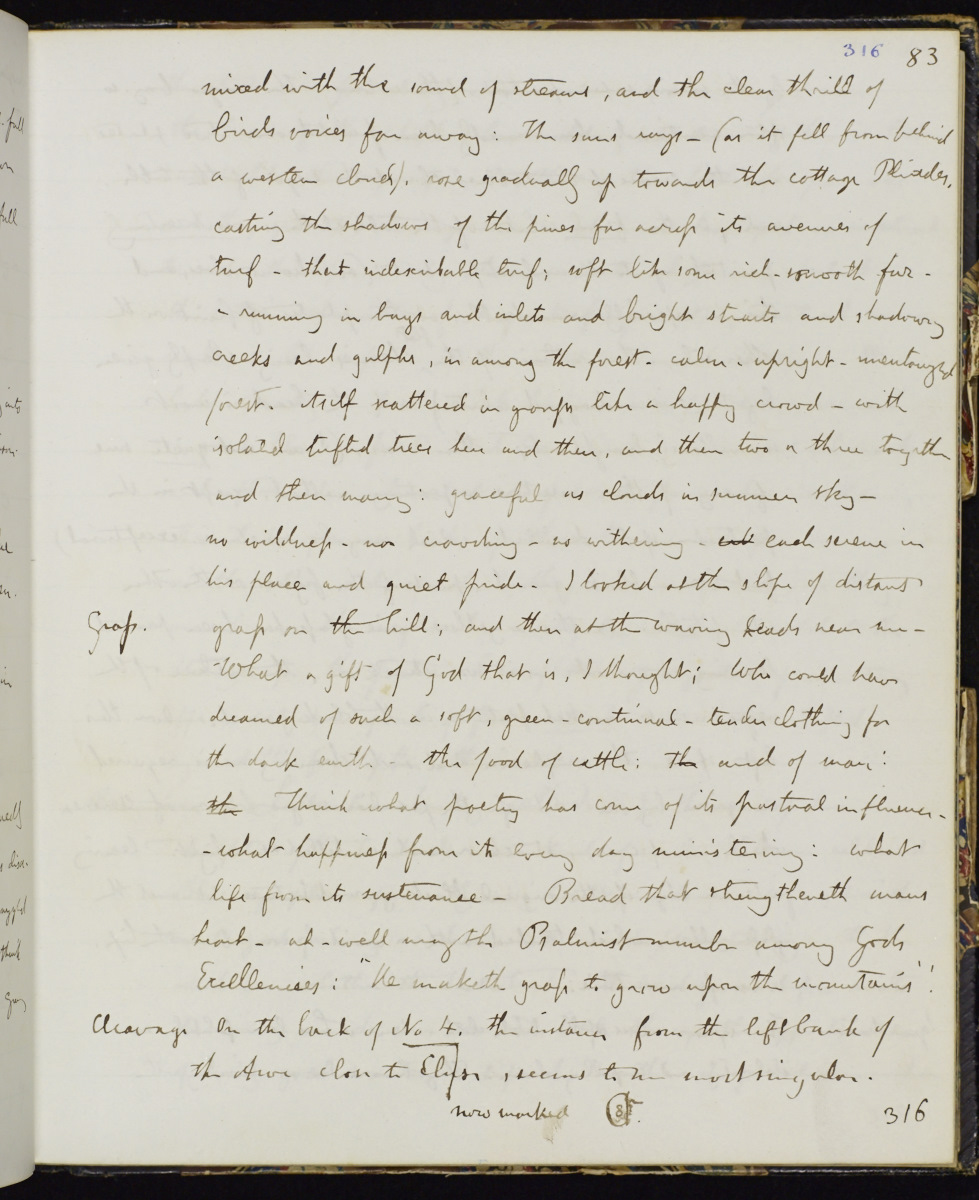 316 83
mixed with the sound of streams, and the clear thrill of
birds voices far away: The suns rays - (as it fell from behind
a western cloud), rose gradually up towards the cottage
casting the shadows of the pines far across its avenues of
turf - that indescribable turf; soft like some rich smooth fur -
- running in bays and inlets and bright straits and shadowy
creeks and gulphs, in among the forest - calm - upright - unentangled
forest - itself scattered in groups like a happy crowd - with
isolated tufted trees here and there, and then two or three together
and then many: graceful as clouds in summer sky -
no wildness - no crowding - no withering - each serene in
his place and quiet pride. I looked at the slope of distant
Grass. grass on the hill; and then at the waving heads near me -
- What a gift of God that is, I thought; Who could have
dreamed of such a soft, green - continual - tender clothing for
the dark earth - the food of cattle: the and of man:
the Think what poetry has come of its pastoral influence -
- what happiness from its every day ministering: what
life from its sustenance - Bread that strengtheneth mans
heart - ah - well may the Psalmist number among Gods
Excellencies: "He maketh grass to grow upon the mountains"!
Cleavage On the back of No 4. the instance from the left bank of
the Arve close to Cluse, seems to me most singular.
now marked 8
316